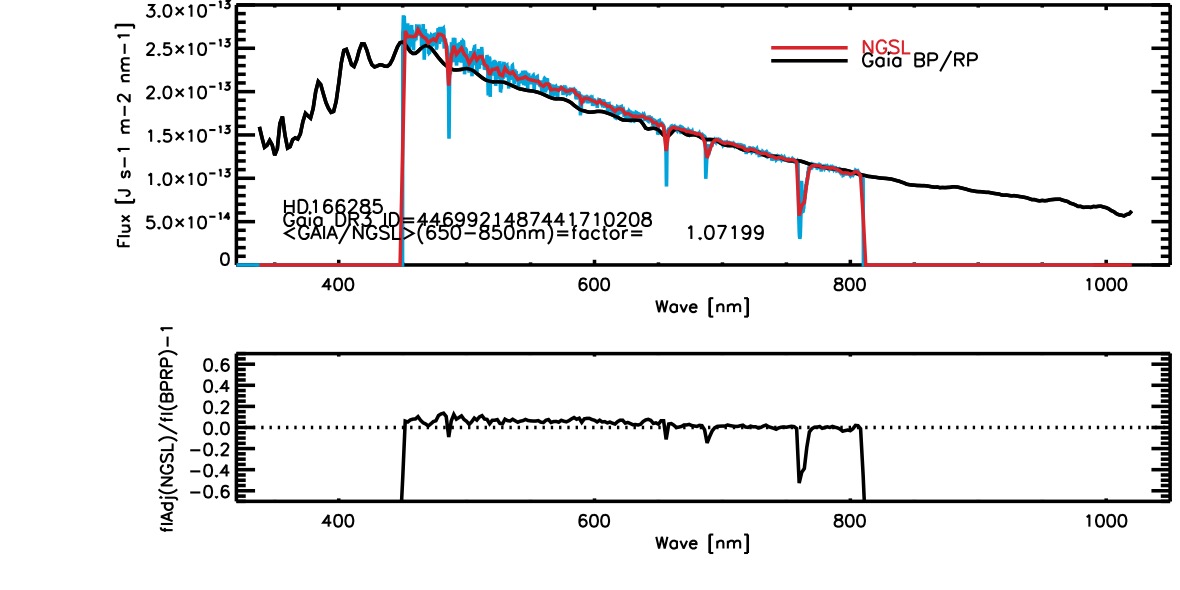 3.0×10−13
2.5×10−13
2.0×10−13
1.5×10−13
1.0×10−13
5.0×10−14
0
Flux [J s−1 m−2 nm−1]
NGSL
Gaia BP/RP
HD166285
Gaia DR3 ID=4469921487441710208
<GAIA/NGSL>(650−850nm)=factor= 1.07199
400 600 800 1000
Wave [nm]
0.6
0.4
0.2
0.0
−0.2
−0.4
−0.6
flAdj(NGSL)/fl(BPRP)−1
400 600 800 1000
Wave [nm]